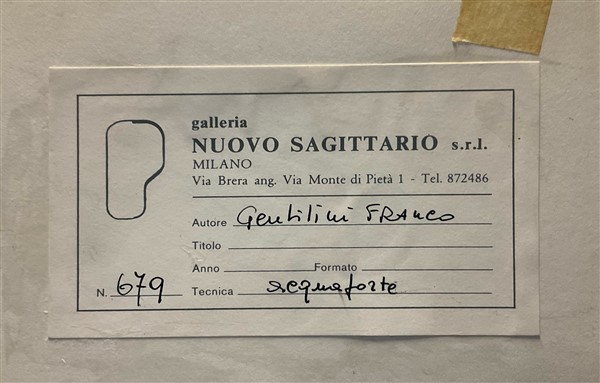 galleria
NUOVO SAGITTARIO s.r.l.
MILANO
Via Brera ang. Via Monte di Pietà 1 - Tel. 872486
Autore Gentilini FRANCO
Titolo
Anno Formato
N. 679 Tecnica acquaforte